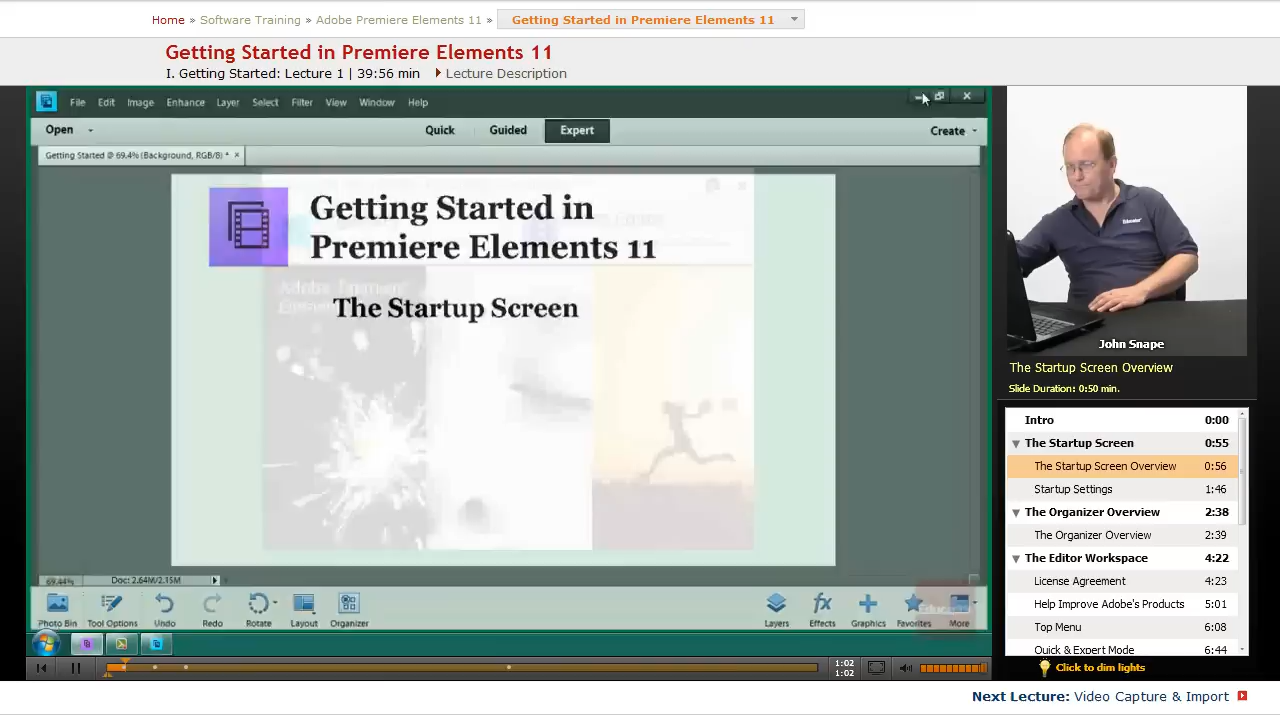 Home » Software Training » Adobe Premiere Elements 11 » Getting Started in Premiere Elements 11
Getting Started in Premiere Elements 11
I. Getting Started: Lecture 1 | 39:56 min Lecture Description
File Edit Image Enhance Layer Select Filter View Window Help
Open Quick Guided Expert Create
Getting Started @ 69.4% (Background, RGB/8) * ×
Getting Started in
Premiere Elements 11
The Startup Screen
69.44% Doc: 2.64M/2.15M
Photo Bin Tool Options Undo Redo Rotate Layout Organizer Layers Effects Graphics Favorites More
1:02
1:02
John Snape
The Startup Screen Overview
Slide Duration: 0:50 min.
Intro 0:00
The Startup Screen 0:55
The Startup Screen Overview 0:56
Startup Settings 1:46
The Organizer Overview 2:38
The Organizer Overview 2:39
The Editor Workspace 4:22
License Agreement 4:23
Help Improve Adobe's Products 5:01
Top Menu 6:08
Quick & Expert Mode 6:44
Click to dim lights
Next Lecture: Video Capture & Import